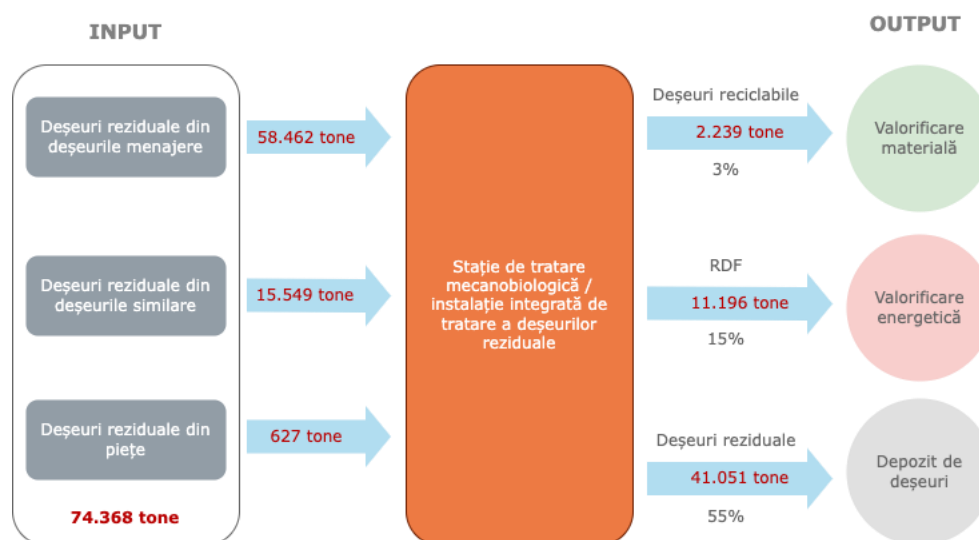 INPUT
OUTPUT
Deșeuri reziduale din
deșeurile menajere
58.462 tone
Deșeuri reziduale din
deșeurile similare
15.549 tone
Deșeuri reziduale din
piețe
627 tone
74.368 tone
Stație de tratare
mecanobiologică /
instalație integrată de
tratare a deșeurilor
reziduale
Deșeuri reciclabile
2.239 tone
3%
Valorificare
materială
RDF
11.196 tone
15%
Valorificare
energetică
Deșeuri reziduale
41.051 tone
55%
Depozit de
deșeuri